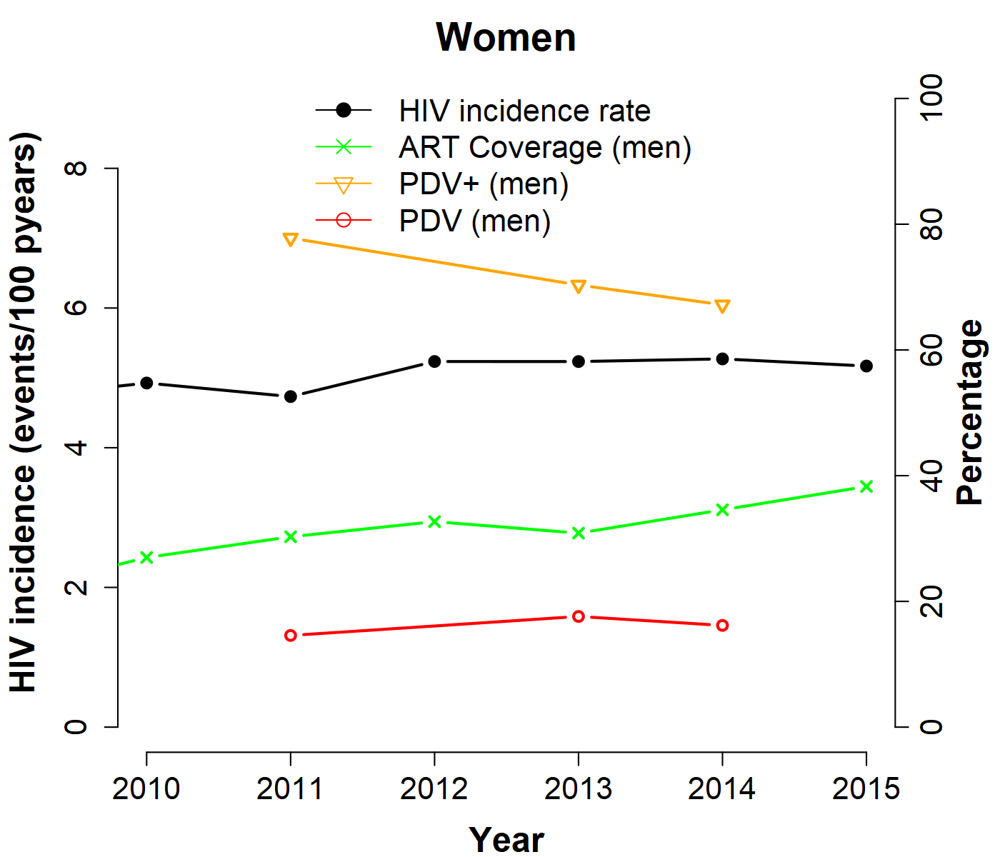 Women
HIV incidence rate
ART Coverage (men)
PDV+ (men)
PDV (men)
HIV incidence (events/100 pyears)
8
6
4
2
0
100
80
60
40
20
0
Percentage
2010 2011 2012 2013 2014 2015
Year